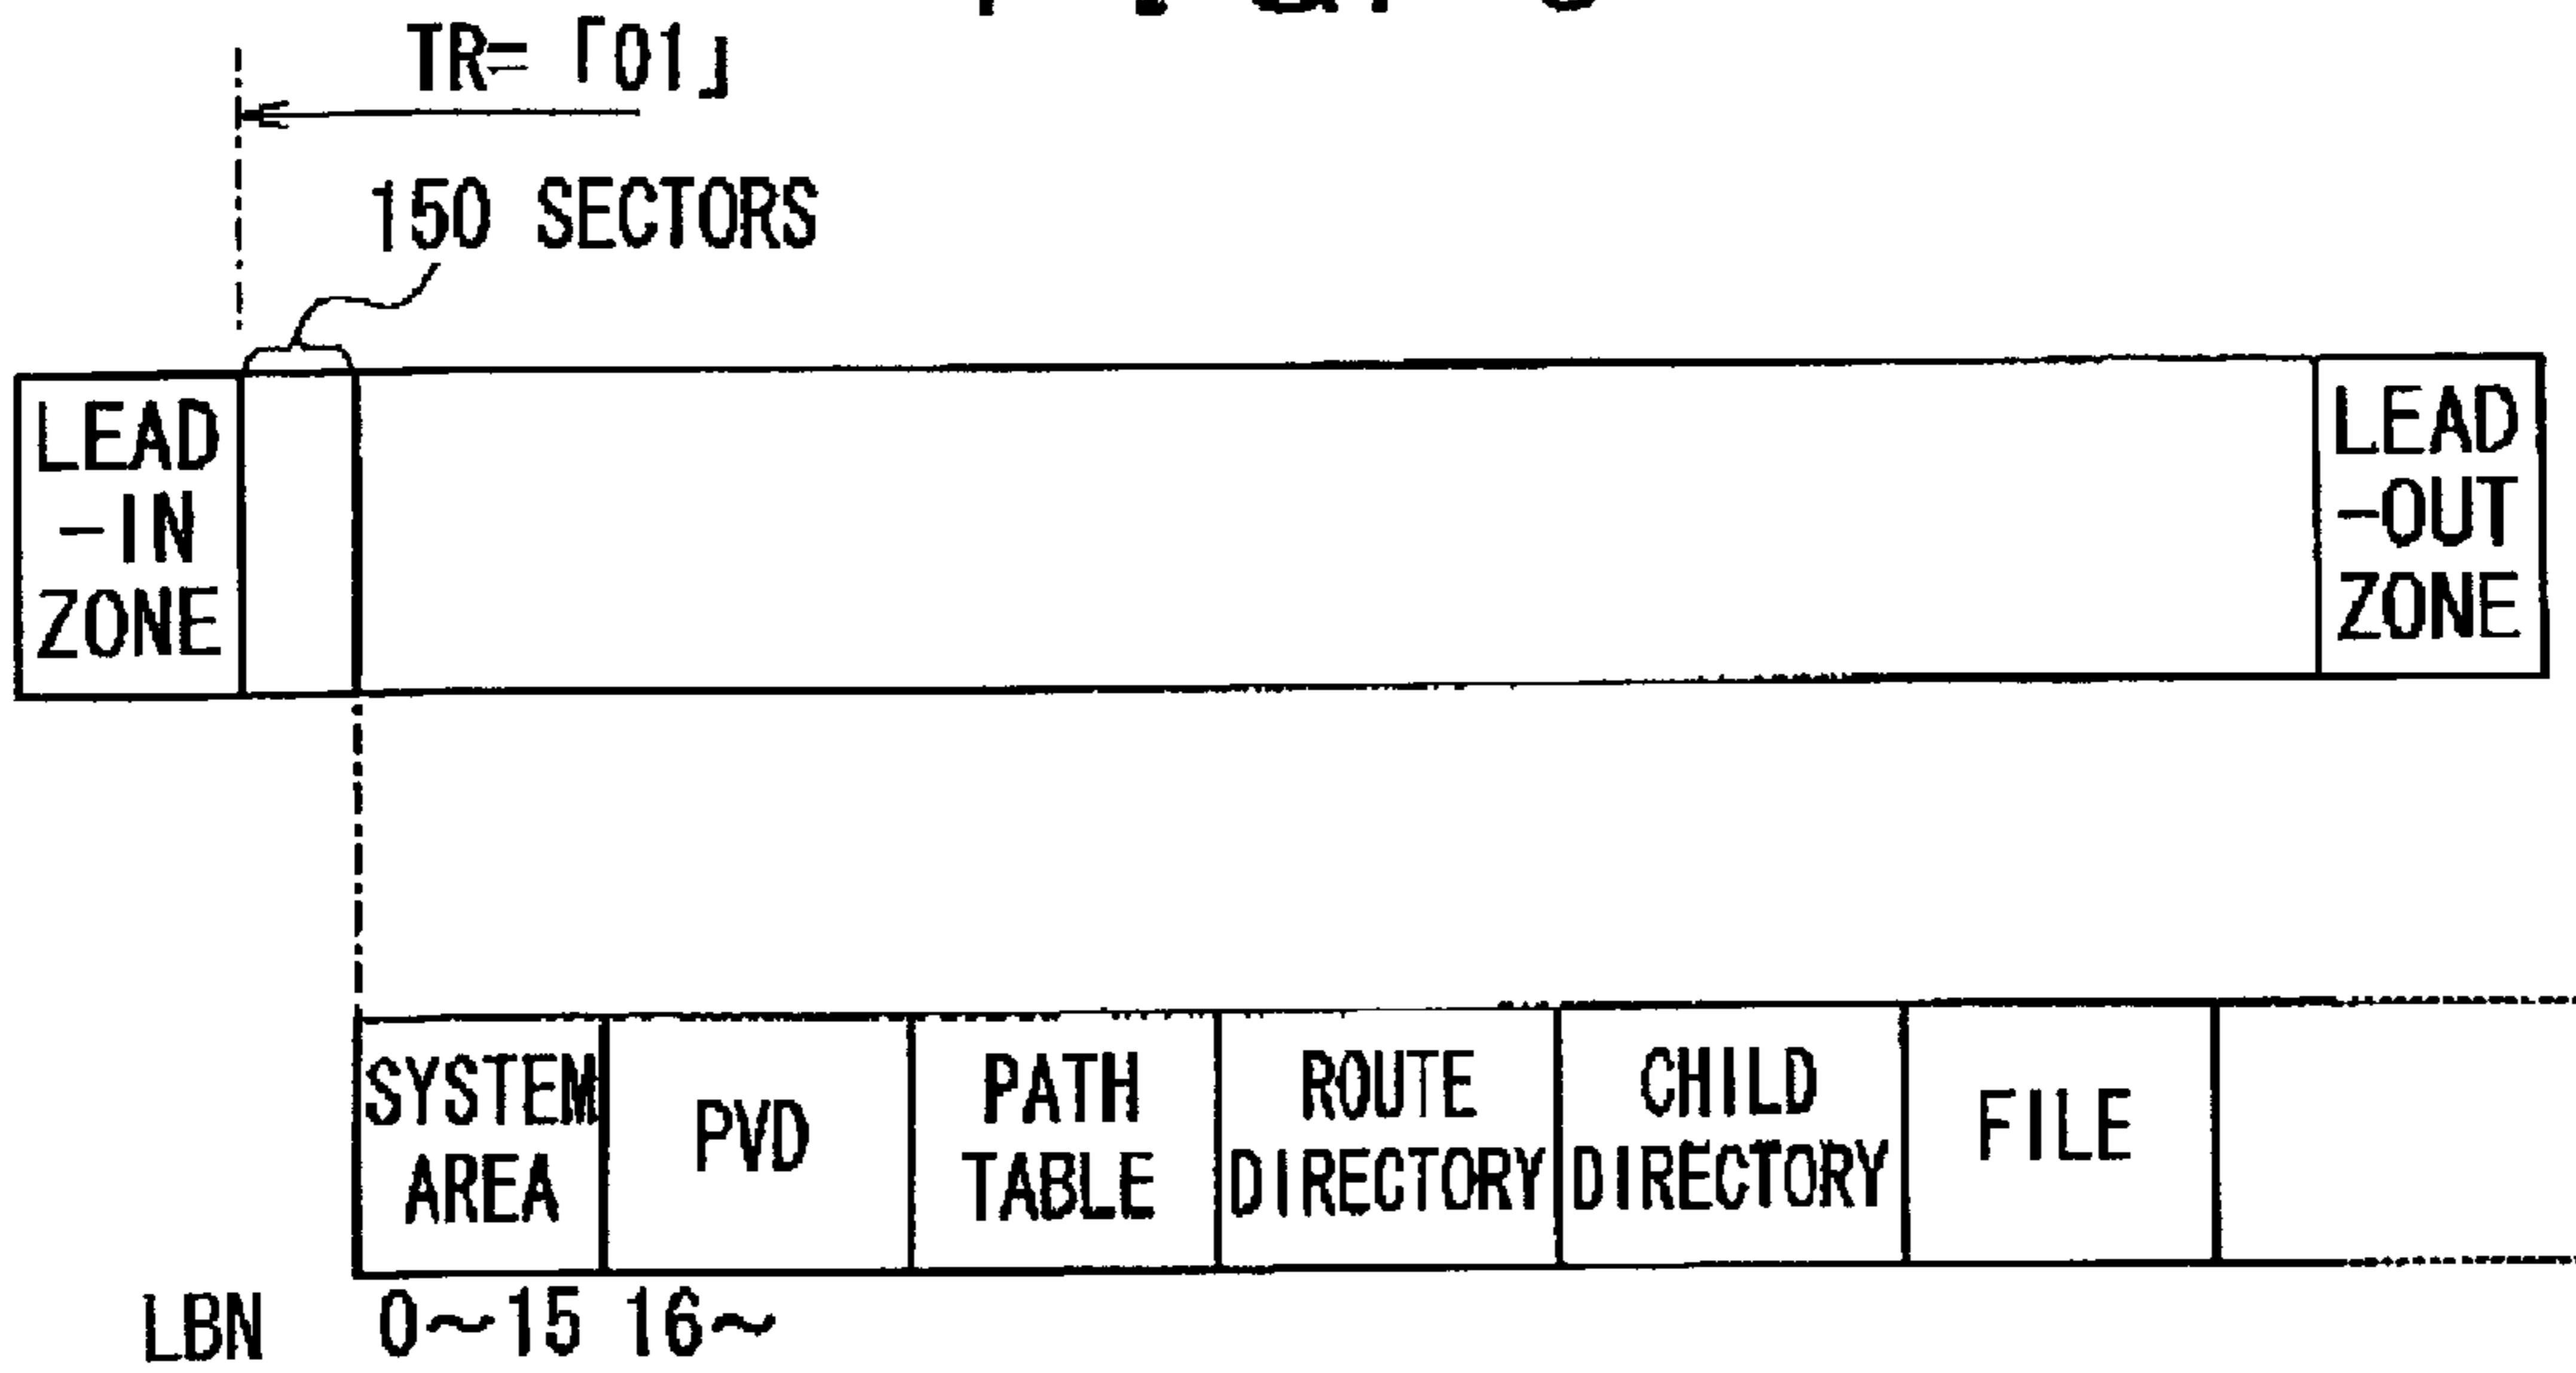 TR=「01」
150 SECTORS
LEAD
-IN
ZONE
LEAD
-OUT
ZONE
SYSTEM
AREA
PVD
PATH
TABLE
ROUTE
DIRECTORY
CHILD
DIRECTORY
FILE
LBN 0~15 16~